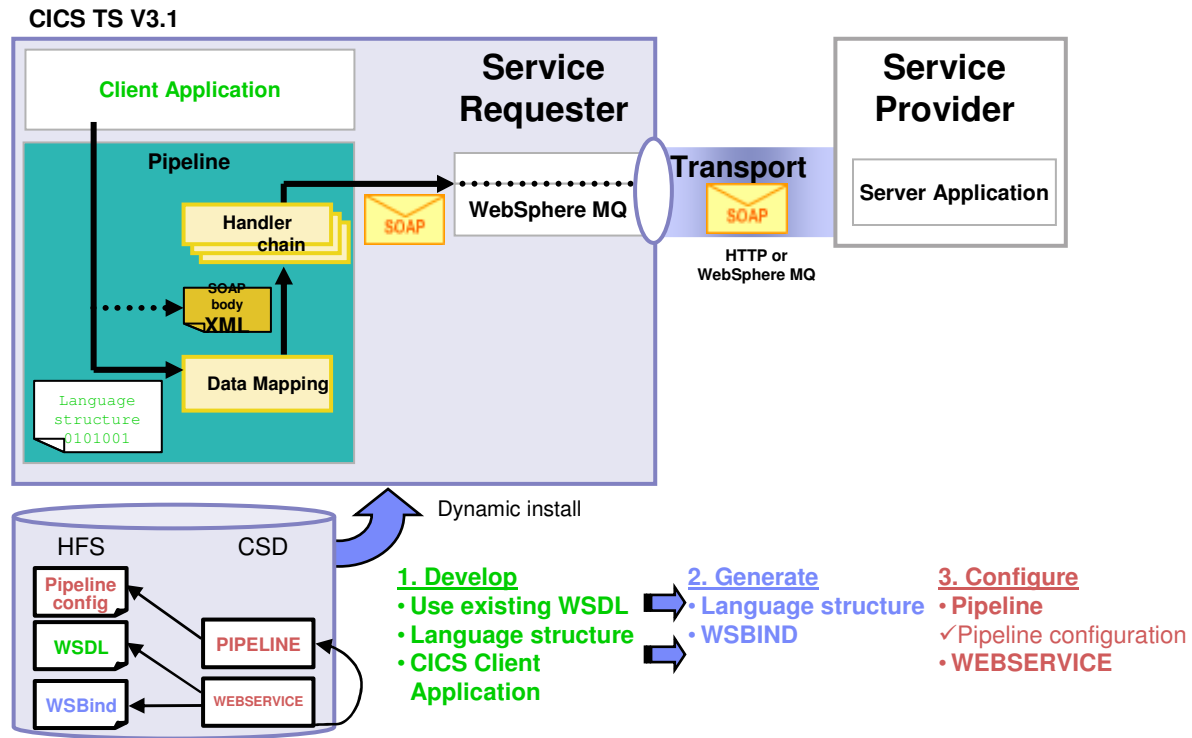 CICS TS V3.1
Client Application
Service
Requester
Service
Provider
Pipeline
Transport
Handler
chain
SOAP
WebSphere MQ
SOAP
Server Application
HTTP or
WebSphere MQ
SOAP
body
XML
Data Mapping
Language
structure
0101001
Dynamic install
HFS
CSD
Pipeline
config
WSDL
WSBind
PIPELINE
WEBSERVICE
1. Develop
• Use existing WSDL
• Language structure
• CICS Client
Application
2. Generate
• Language structure
• WSBIND
3. Configure
• Pipeline
✓Pipeline configuration
• WEBSERVICE